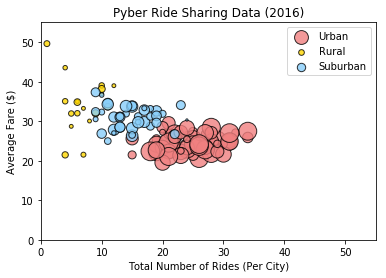 Pyber Ride Sharing Data (2016)
Average Fare ($)
50
40
30
20
10
0
Urban
Rural
Suburban
0 10 20 30 40 50
Total Number of Rides (Per City)